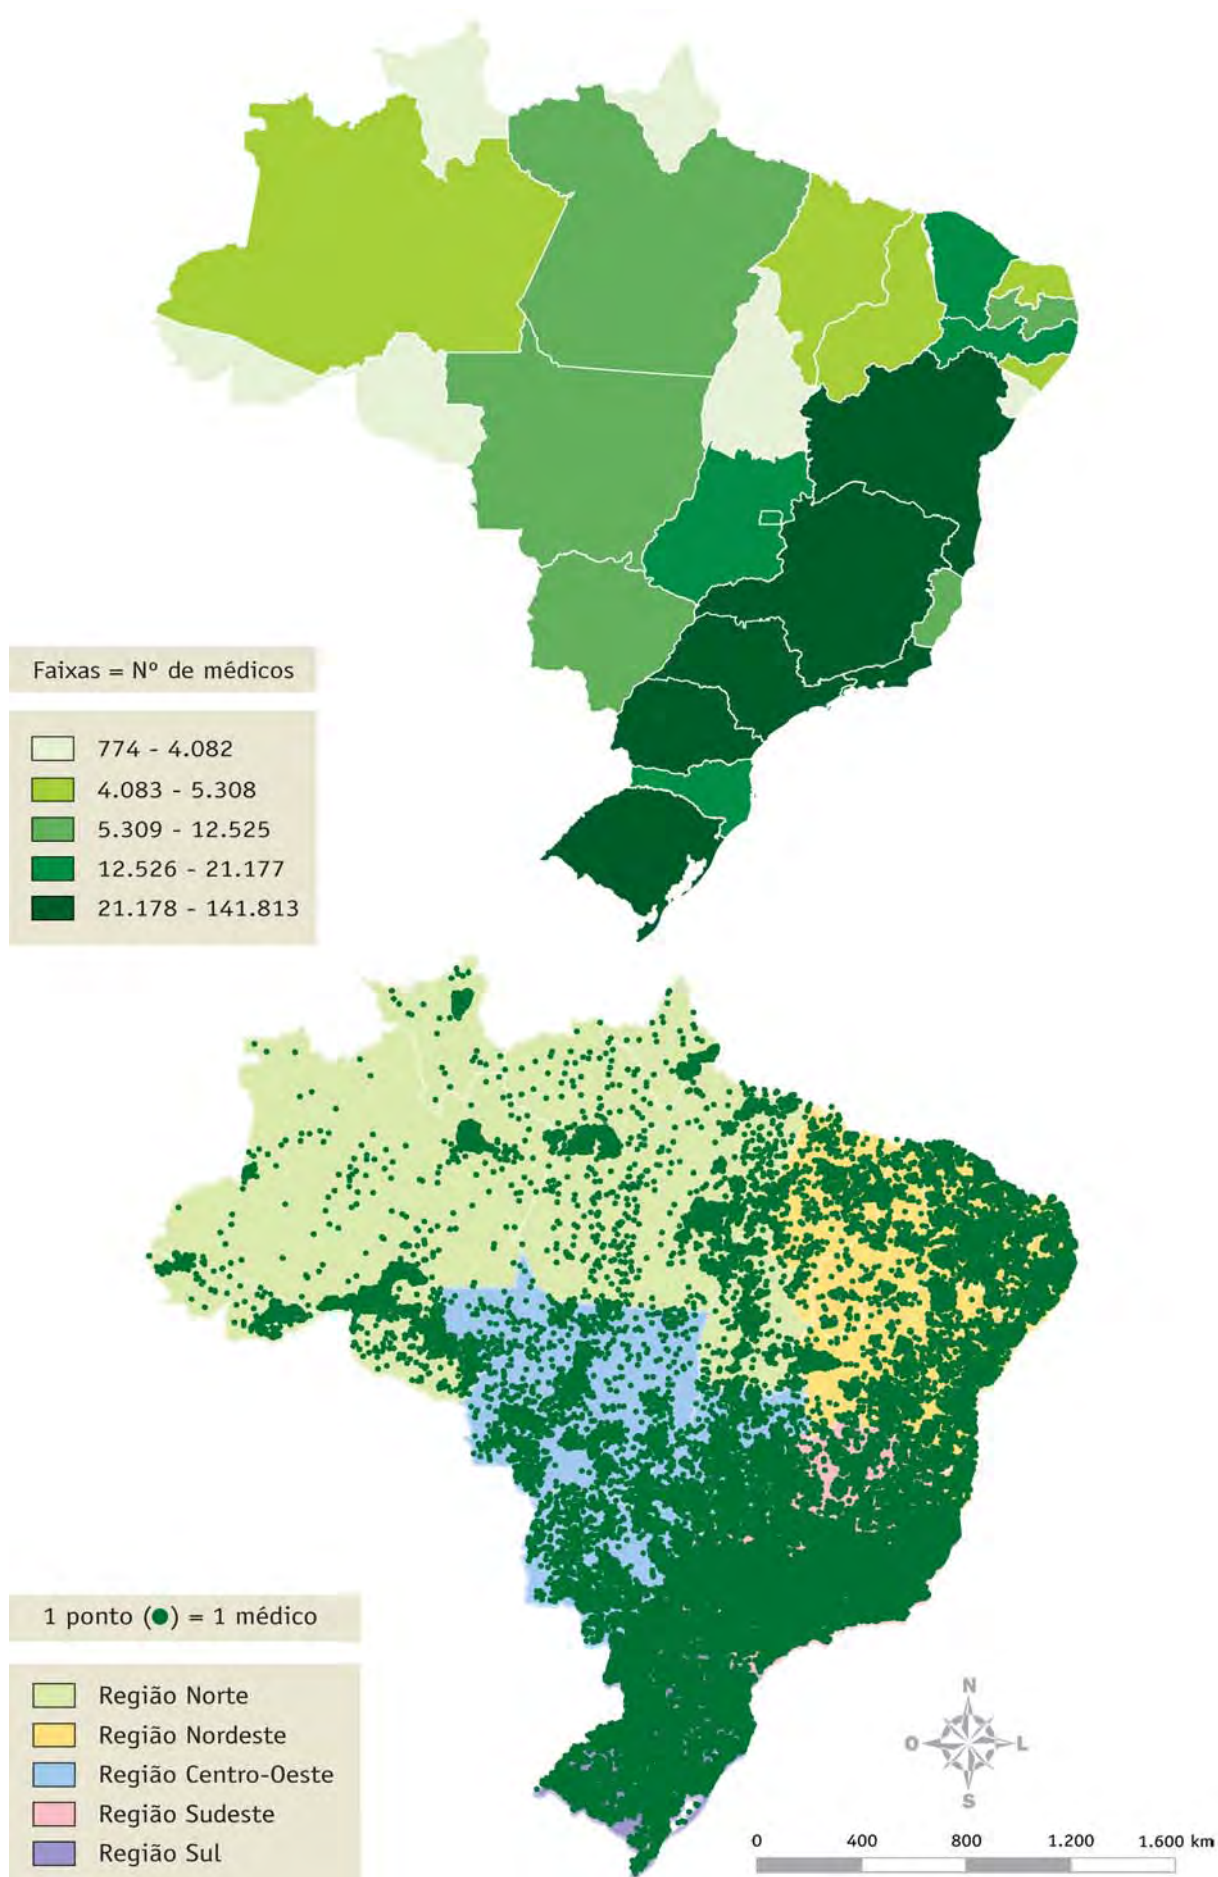 Faixas = Nº de médicos
774 - 4.082
4.083 - 5.308
5.309 - 12.525
12.526 - 21.177
21.178 - 141.813
1 ponto (●) = 1 médico
Região Norte
Região Nordeste
Região Centro-Oeste
Região Sudeste
Região Sul
N
O L
S
0 400 800 1.200 1.600 km